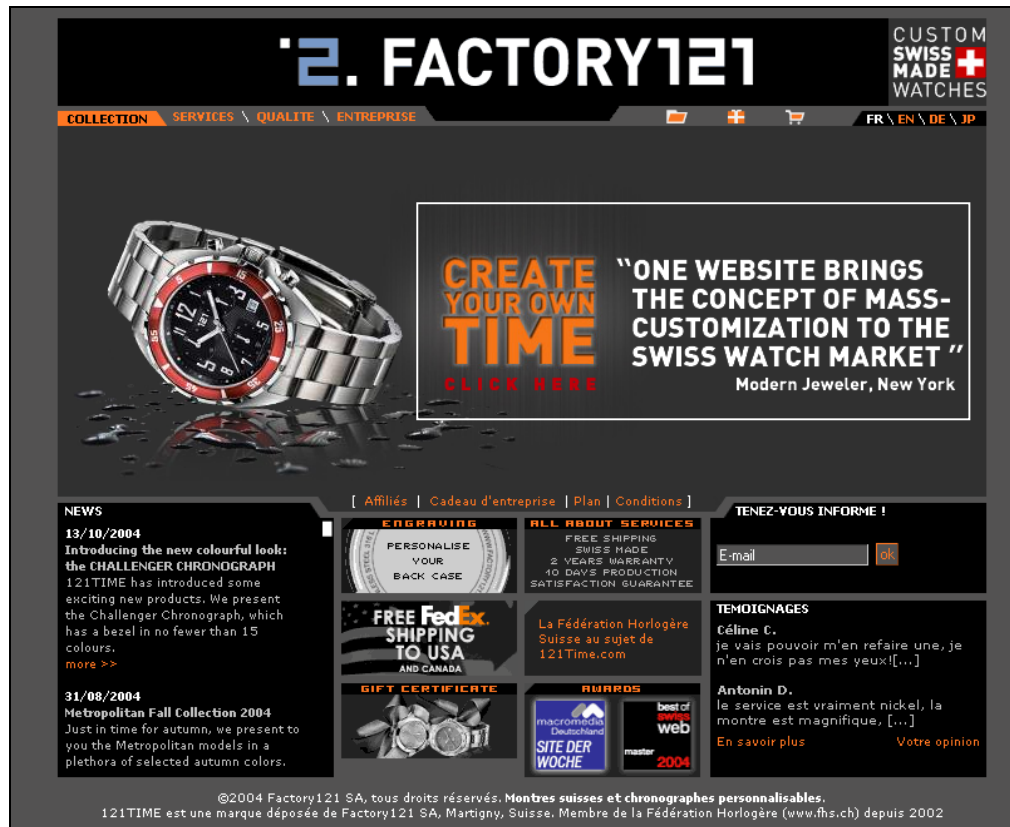 2. FACTORY121
CUSTOM
SWISS
MADE
WATCHES
COLLECTION SERVICES \ QUALITE \ ENTREPRISE
FR \ EN \ DE \ JP
CREATE
YOUR OWN
TIME
CLICK HERE
“ONE WEBSITE BRINGS
THE CONCEPT OF MASS-
CUSTOMIZATION TO THE
SWISS WATCH MARKET ”
Modern Jeweler, New York
[ Affiliés | Cadeau d'entreprise | Plan | Conditions ]
NEWS
13/10/2004
Introducing the new colourful look:
the CHALLENGER CHRONOGRAPH
121TIME has introduced some
exciting new products. We present
the Challenger Chronograph, which
has a bezel in no fewer than 15
colours.
more >>
31/08/2004
Metropolitan Fall Collection 2004
Just in time for autumn, we present to
you the Metropolitan models in a
plethora of selected autumn colors.
ENGRAVING
PERSONALISE
YOUR
BACK CASE
FREE FedEx.
SHIPPING
TO USA
AND CANADA
GIFT CERTIFICATE
ALL ABOUT SERVICES
FREE SHIPPING
SWISS MADE
2 YEARS WARRANTY
10 DAYS PRODUCTION
SATISFACTION GUARANTEE
La Fédération Horlogère
Suisse au sujet de
121Time.com
AWARDS
macromedia
Deutschland
SITE DER
WOCHE
best of
swiss
web
master
2004
TENEZ-VOUS INFORME !
E-mail
ok
TEMOIGNAGES
Céline C.
je vais pouvoir m'en refaire une, je
n'en crois pas mes yeux![...]
Antonin D.
le service est vraiment nickel, la
montre est magnifique, [...]
En savoir plus Votre opinion
©2004 Factory121 SA, tous droits réservés. Montres suisses et chronographes personnalisables.
121TIME est une marque déposée de Factory121 SA, Martigny, Suisse. Membre de la Fédération Horlogère (www.fhs.ch) depuis 2002